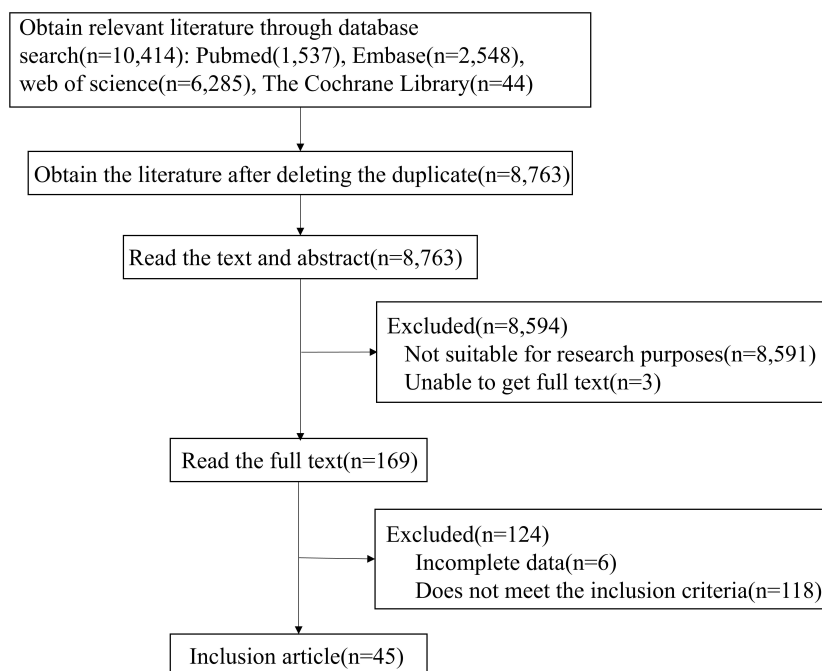 Obtain relevant literature through database
search(n=10,414): Pubmed(1,537), Embase(n=2,548),
web of science(n=6,285), The Cochrane Library(n=44)
Obtain the literature after deleting the duplicate(n=8,763)
Read the text and abstract(n=8,763)
Excluded(n=8,594)
Not suitable for research purposes(n=8,591)
Unable to get full text(n=3)
Read the full text(n=169)
Excluded(n=124)
Incomplete data(n=6)
Does not meet the inclusion criteria(n=118)
Inclusion article(n=45)